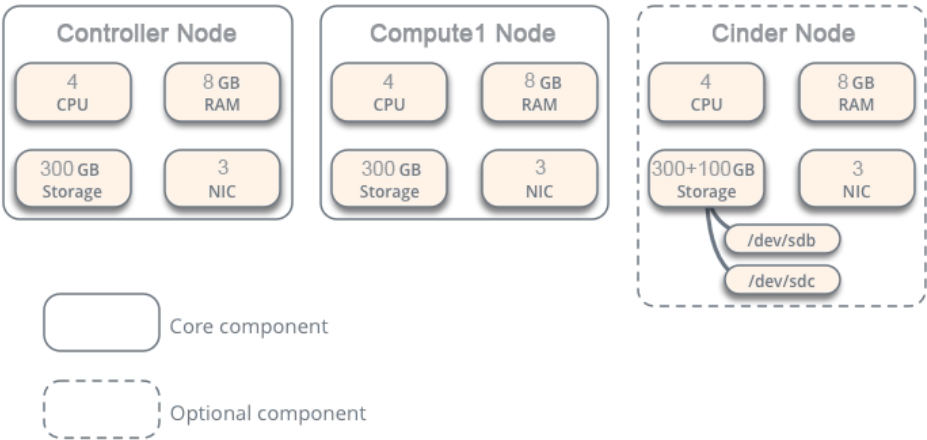 Controller Node
4
CPU
8 GB
RAM
300 GB
Storage
3
NIC
Compute1 Node
4
CPU
8 GB
RAM
300 GB
Storage
3
NIC
Cinder Node
4
CPU
8 GB
RAM
300+100GB
Storage
3
NIC
/dev/sdb
/dev/sdc
Core component
Optional component